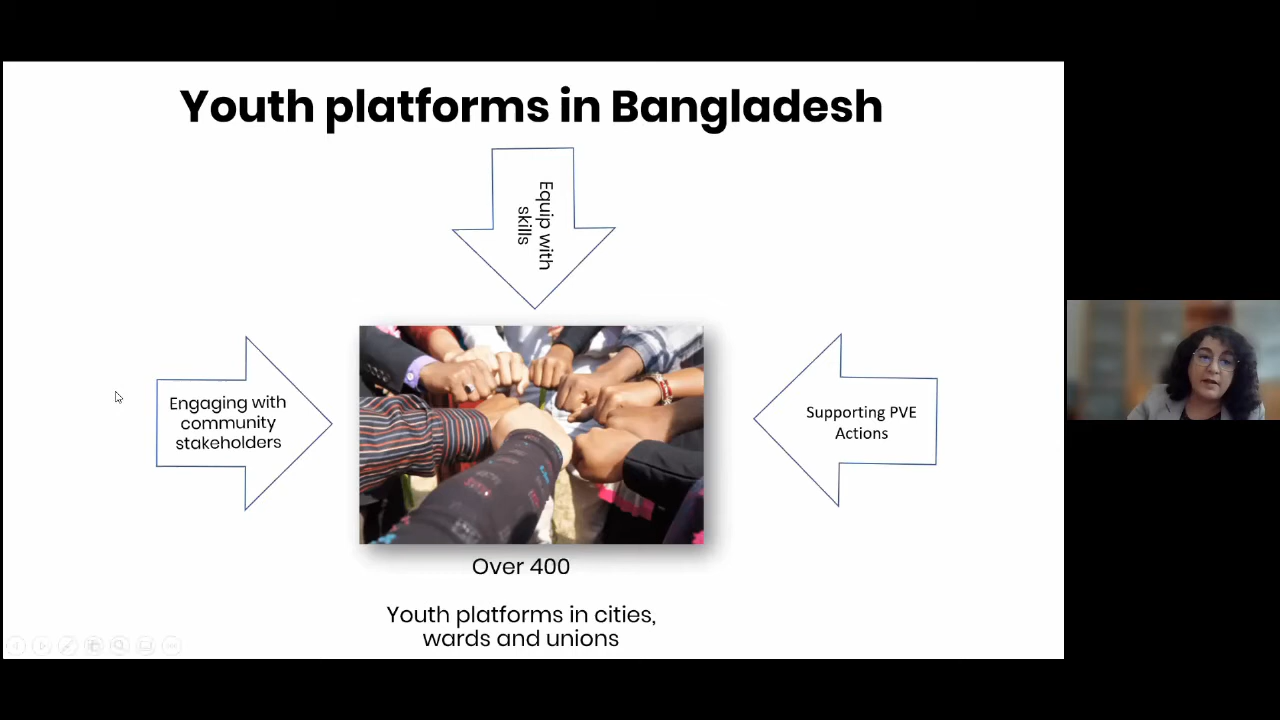 Youth platforms in Bangladesh
Equip with
skills
Engaging with
community
stakeholders
Supporting PVE
Actions
Over 400
Youth platforms in cities,
wards and unions